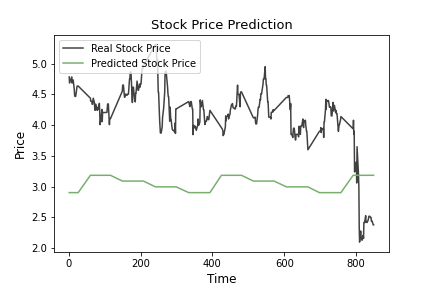 Stock Price Prediction
Real Stock Price
Predicted Stock Price
Price
5.0
4.5
4.0
3.5
3.0
2.5
2.0
0 200 400 600 800
Time